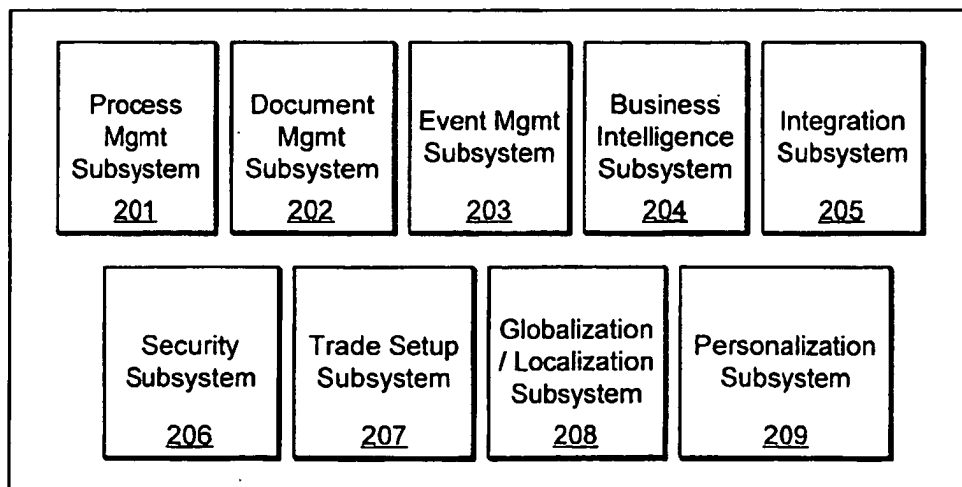 Process
Mgmt
Subsystem
201
Document
Mgmt
Subsystem
202
Event Mgmt
Subsystem
203
Business
Intelligence
Subsystem
204
Integration
Subsystem
205
Security
Subsystem
206
Trade Setup
Subsystem
207
Globalization
/ Localization
Subsystem
208
Personalization
Subsystem
209